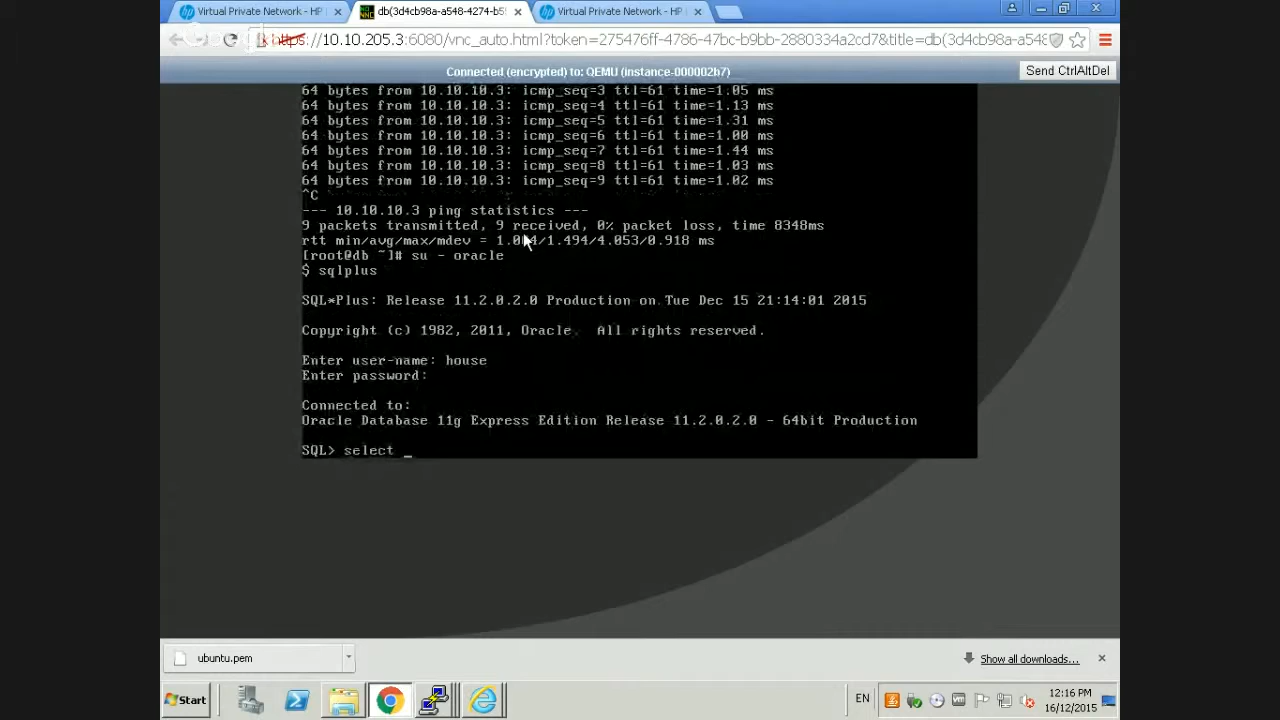 Virtual Private Network - HP
db(3d4cb98a-a548-4274-b5
Virtual Private Network - HP
https://10.10.205.3:6080/vnc_auto.html?token=275476ff-4786-47bc-b9bb-2880334a2cd7&title=db(3d4cb98a-a548
Connected (encrypted) to: QEMU (instance-000002b7)
Send CtrlAltDel
64 bytes from 10.10.10.3: icmp_seq=3 ttl=61 time=1.05 ms
64 bytes from 10.10.10.3: icmp_seq=4 ttl=61 time=1.13 ms
64 bytes from 10.10.10.3: icmp_seq=5 ttl=61 time=1.31 ms
64 bytes from 10.10.10.3: icmp_seq=6 ttl=61 time=1.00 ms
64 bytes from 10.10.10.3: icmp_seq=7 ttl=61 time=1.44 ms
64 bytes from 10.10.10.3: icmp_seq=8 ttl=61 time=1.03 ms
64 bytes from 10.10.10.3: icmp_seq=9 ttl=61 time=1.02 ms
^C
--- 10.10.10.3 ping statistics ---
9 packets transmitted, 9 received, 0% packet loss, time 8348ms
rtt min/avg/max/mdev = 1.004/1.494/4.053/0.918 ms
[root@db ~]# su - oracle
$ sqlplus
SQL*Plus: Release 11.2.0.2.0 Production on Tue Dec 15 21:14:01 2015
Copyright (c) 1982, 2011, Oracle.  All rights reserved.
Enter user-name: house
Enter password:
Connected to:
Oracle Database 11g Express Edition Release 11.2.0.2.0 - 64bit Production
SQL> select _
ubuntu.pem
Show all downloads...
Start
EN
12:16 PM
16/12/2015